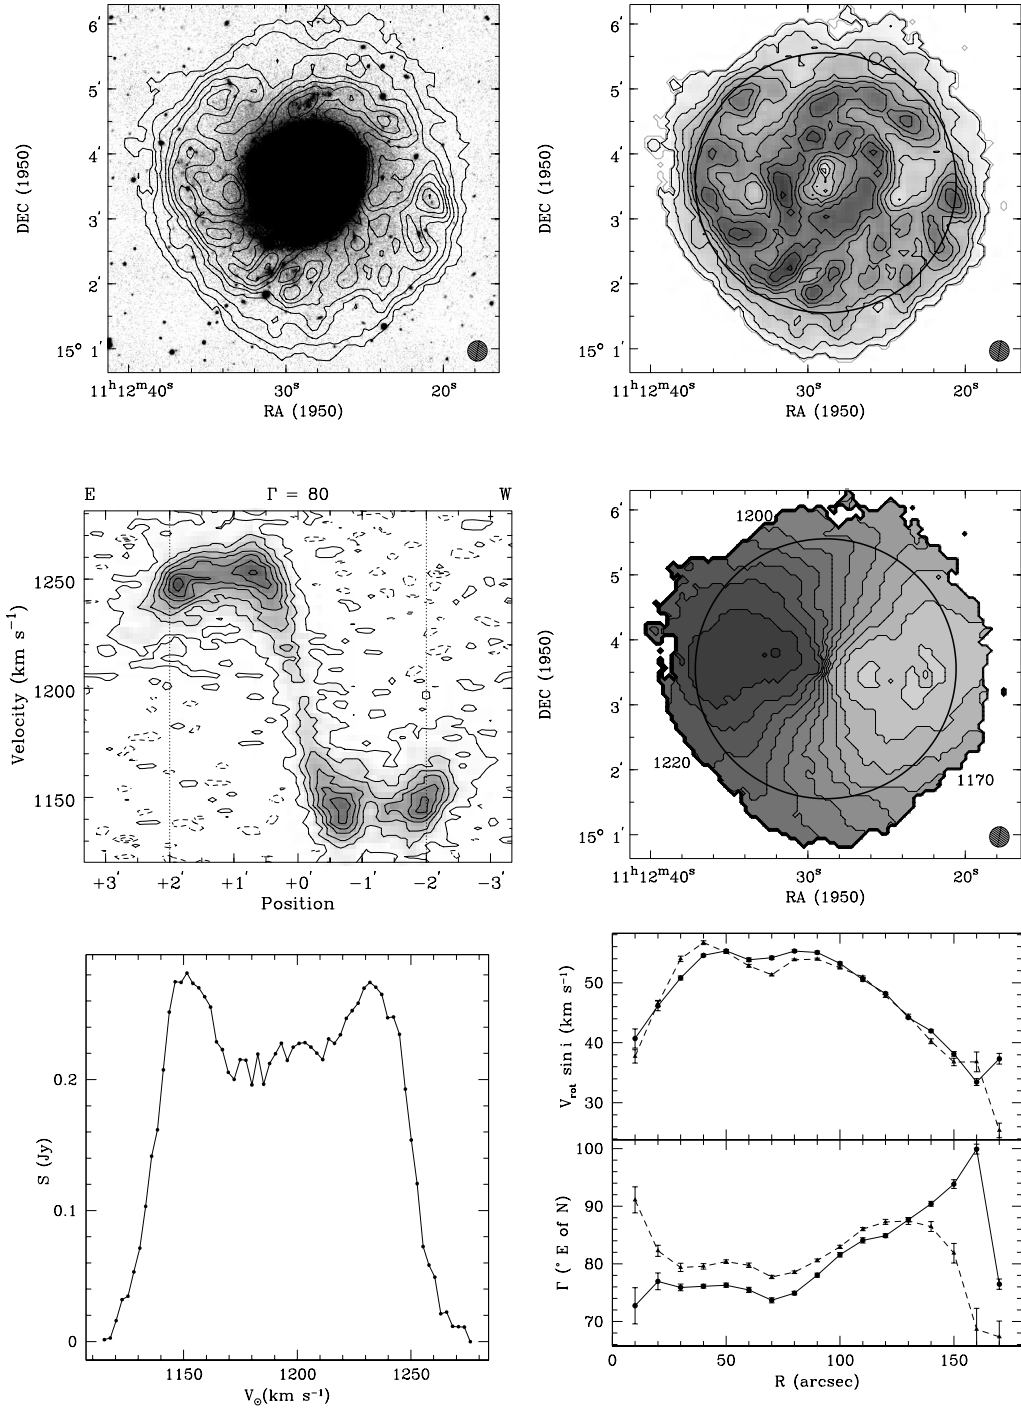 6′
5′
4′
3′
2′
15° 1′
DEC (1950)
11ʰ12ᵐ40ˢ
30ˢ
20ˢ
RA (1950)
6′
5′
4′
3′
2′
15° 1′
DEC (1950)
11ʰ12ᵐ40ˢ
30ˢ
20ˢ
RA (1950)
E
Γ = 80
W
1250
1200
1150
Velocity (km s⁻¹)
+3′
+2′
+1′
+0′
-1′
-2′
-3′
Position
1200
1220
1170
6′
5′
4′
3′
2′
15° 1′
DEC (1950)
11ʰ12ᵐ40ˢ
30ˢ
20ˢ
RA (1950)
0.2
0.1
0
S (Jy)
1150
1200
1250
V☉(km s⁻¹)
50
40
30
Vrot sin i (km s⁻¹)
100
90
80
70
Γ (° E of N)
0
50
100
150
R (arcsec)